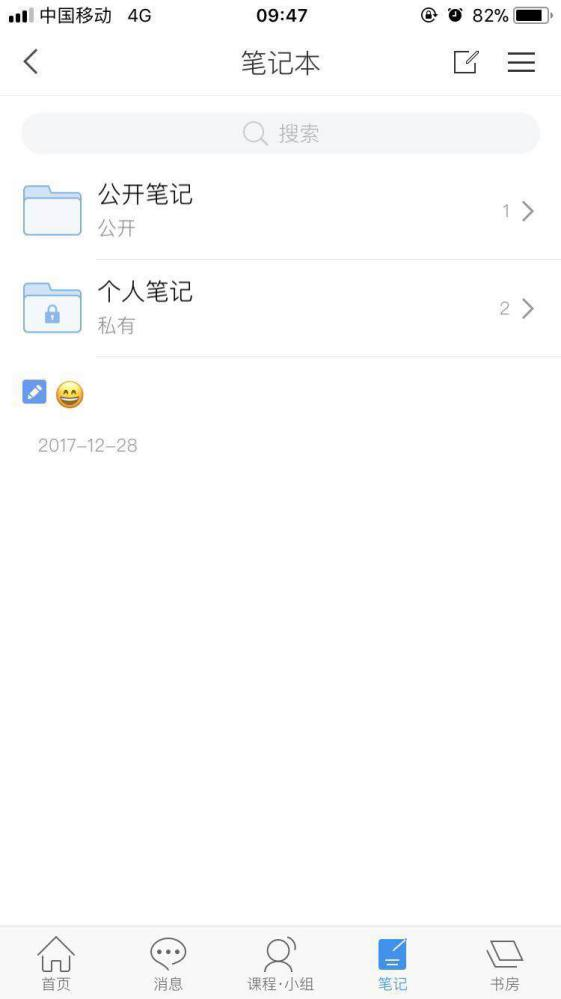 中国移动 4G 09:47 82%
笔记本
搜索
公开笔记
公开
1
个人笔记
私有
2
😄
2017-12-28
首页 消息 课程·小组 笔记 书房